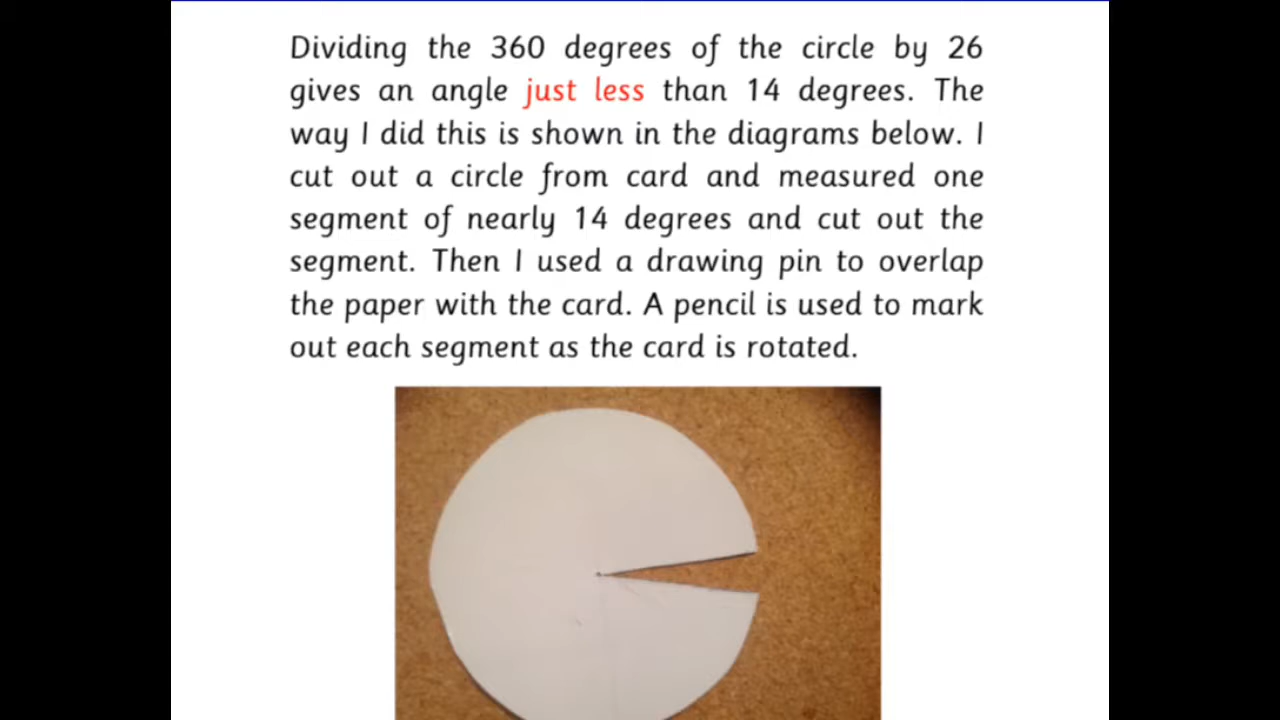 Dividing the 360 degrees of the circle by 26
gives an angle just less than 14 degrees. The
way I did this is shown in the diagrams below. I
cut out a circle from card and measured one
segment of nearly 14 degrees and cut out the
segment. Then I used a drawing pin to overlap
the paper with the card. A pencil is used to mark
out each segment as the card is rotated.